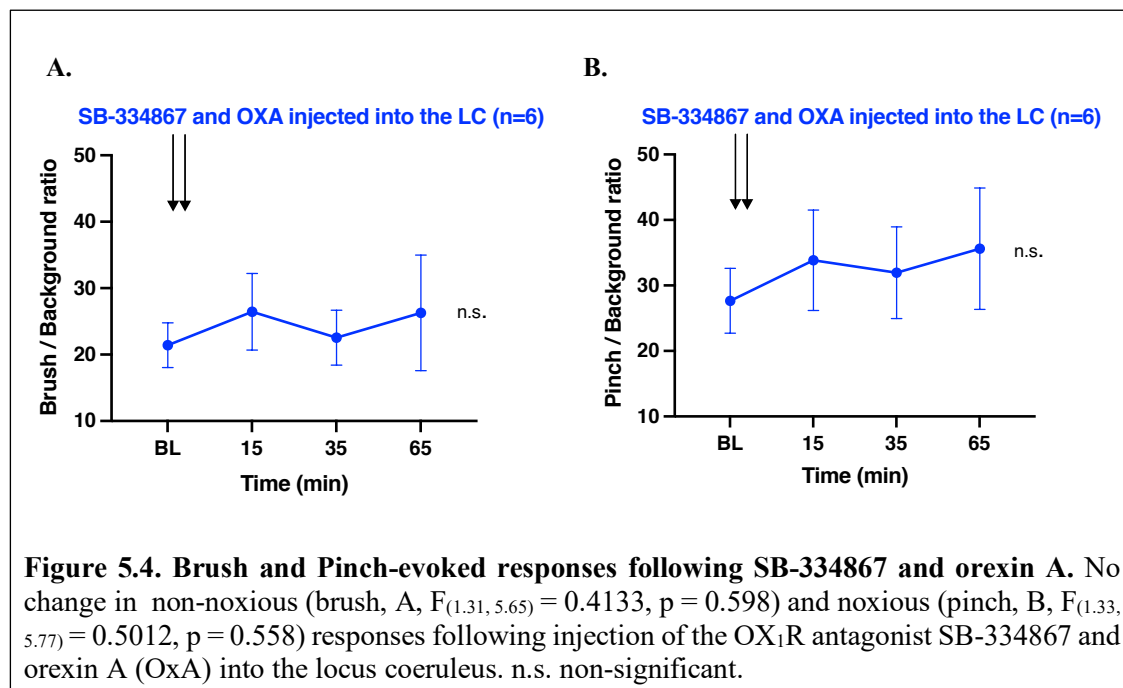 A.
SB-334867 and OXA injected into the LC (n=6)
Brush / Background ratio
50
40
30
20
10
n.s.
BL 15 35 65
Time (min)
B.
SB-334867 and OXA injected into the LC (n=6)
Pinch / Background ratio
50
40
30
20
10
n.s.
BL 15 35 65
Time (min)
Figure 5.4. Brush and Pinch-evoked responses following SB-334867 and orexin A. No
change in non-noxious (brush, A, F(1.31, 5.65) = 0.4133, p = 0.598) and noxious (pinch, B, F(1.33,
5.77) = 0.5012, p = 0.558) responses following injection of the OX1R antagonist SB-334867 and
orexin A (OxA) into the locus coeruleus. n.s. non-significant.